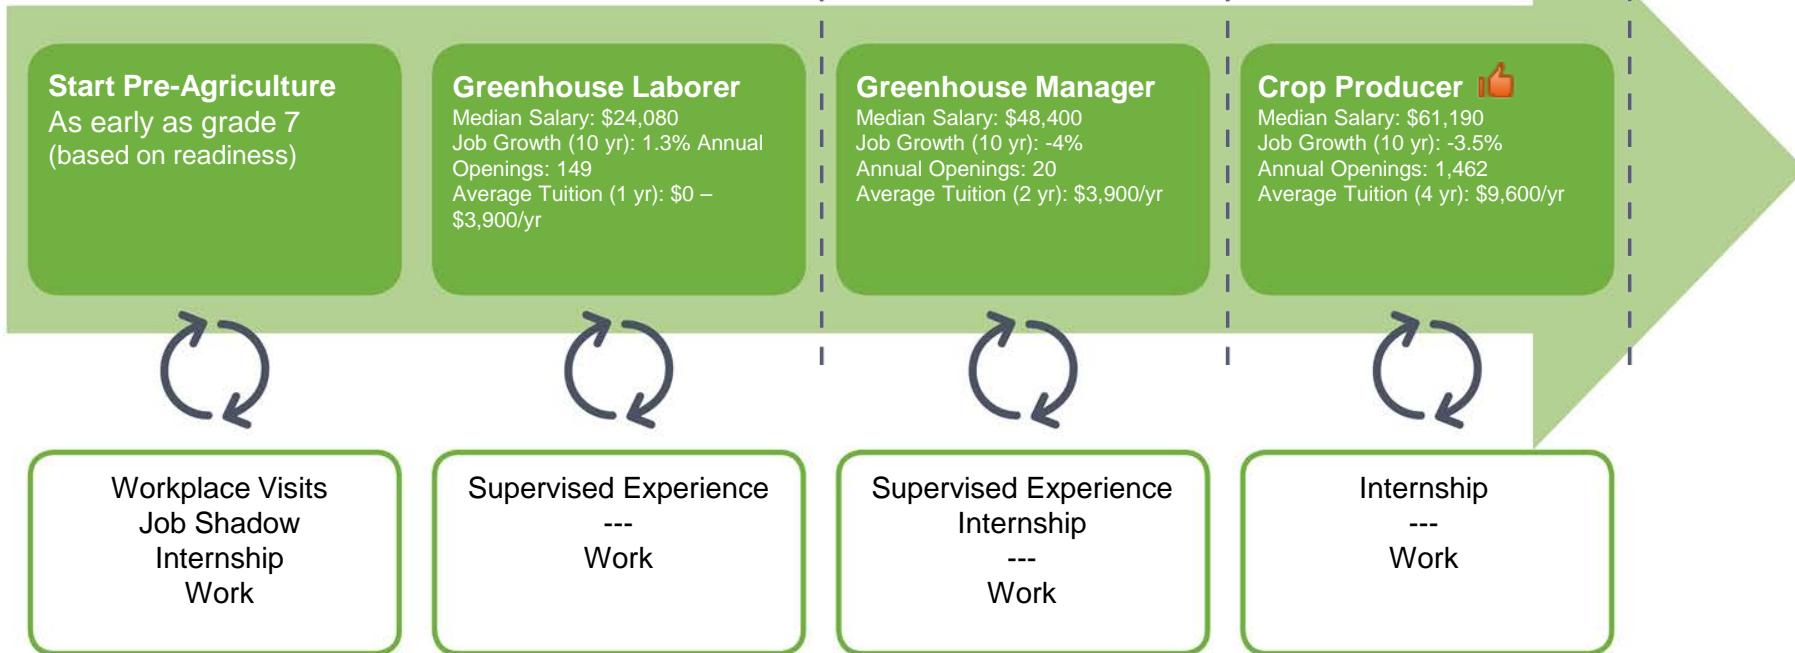 Start Pre-Agriculture
As early as grade 7
(based on readiness)
Greenhouse Laborer
Median Salary: $24,080
Job Growth (10 yr): 1.3% Annual
Openings: 149
Average Tuition (1 yr): $0 –
$3,900/yr
Greenhouse Manager
Median Salary: $48,400
Job Growth (10 yr): -4%
Annual Openings: 20
Average Tuition (2 yr): $3,900/yr
Crop Producer
Median Salary: $61,190
Job Growth (10 yr): -3.5%
Annual Openings: 1,462
Average Tuition (4 yr): $9,600/yr
Workplace Visits
Job Shadow
Internship
Work
Supervised Experience
---
Work
Supervised Experience
Internship
---
Work
Internship
---
Work